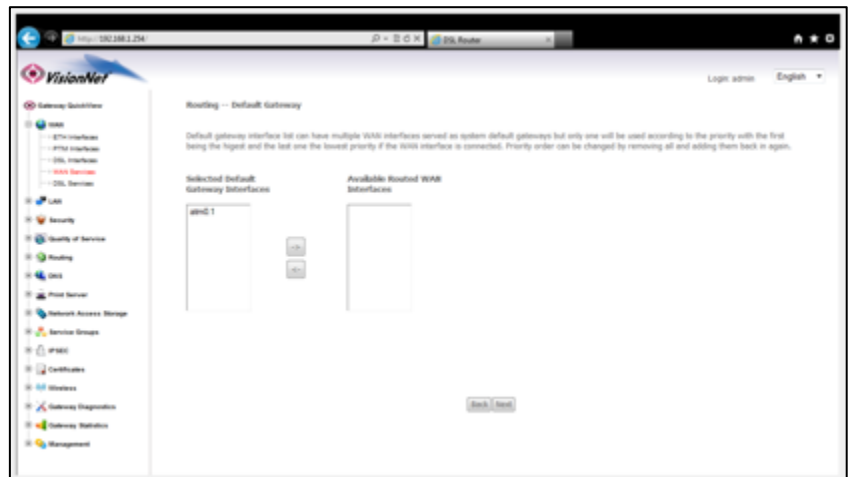 http://192.168.1.254/
DSL Router
VisionNet
Login: admin
English
Gateway QuickView
WAN
ETH Interfaces
PTM Interfaces
DSL Interfaces
WAN Services
DSL Services
LAN
Security
Quality of Service
Routing
DNS
Print Server
Network Access Storage
Service Groups
IPSEC
Certificates
Wireless
Gateway Diagnostics
Gateway Statistics
Management
Routing -- Default Gateway
Default gateway interface list can have multiple WAN interfaces served as system default gateways but only one will be used according to the priority with the first
being the higest and the last one the lowest priority if the WAN interface is connected. Priority order can be changed by removing all and adding them back in again.
Selected Default
Gateway Interfaces
Available Routed WAN
Interfaces
atm0.1
->
<-
Back Next